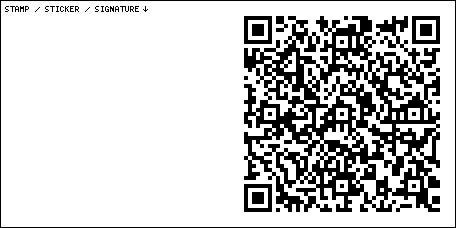 STAMP / STICKER / SIGNATURE ↓